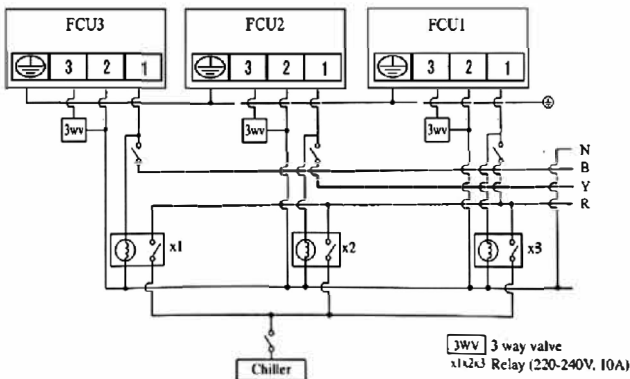 FCU3 FCU2 FCU1
3 2 1 3 2 1 3 2 1
3WV 3WV 3WV
N
B
Y
R
x1 x2 x3
Chiller
3WV 3 way valve
x1x2x3 Relay (220-240V, 10A)